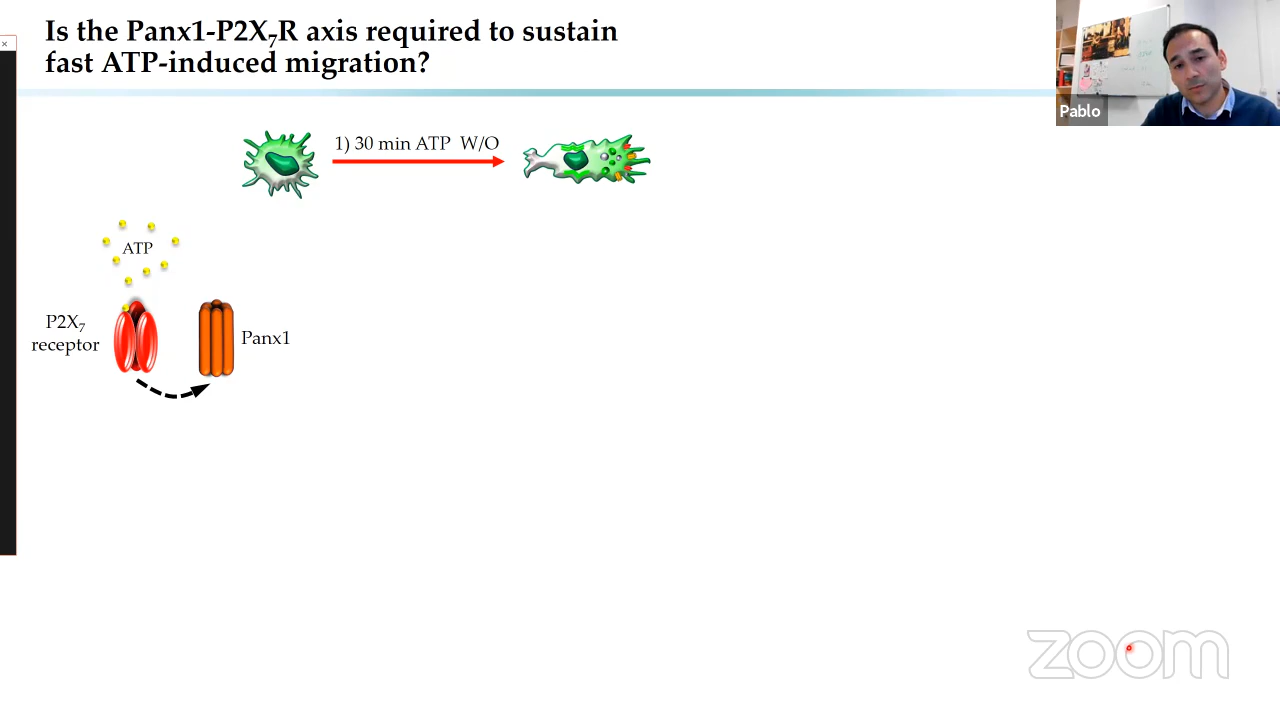 Is the Panx1-P2X₇R axis required to sustain
fast ATP-induced migration?
Pablo
1) 30 min ATP W/O
ATP
P2X₇
receptor
Panx1
zoom